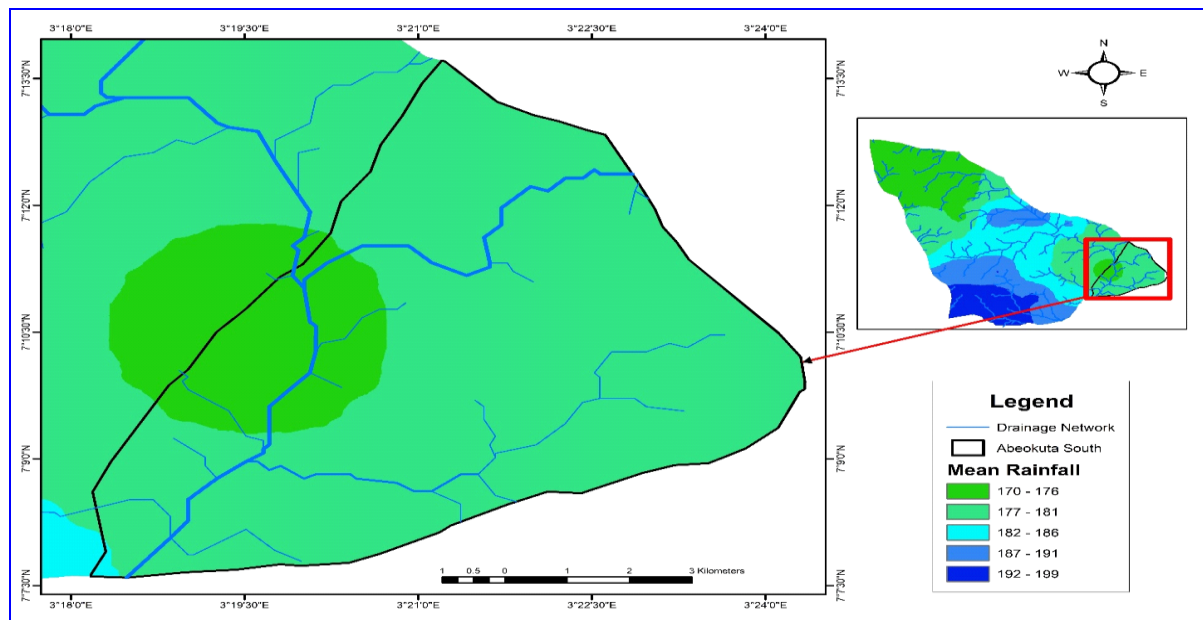 3°18'0"E 3°19'30"E 3°21'0"E 3°22'30"E 3°24'0"E
7°13'30"N 7°13'30"N
7°12'0"N 7°12'0"N
7°10'30"N 7°10'30"N
7°9'0"N 7°9'0"N
7°7'30"N 7°7'30"N
1 0.5 0 1 2 3 Kilometers
3°18'0"E 3°19'30"E 3°21'0"E 3°22'30"E 3°24'0"E
N
W E
S
Legend
Drainage Network
Abeokuta South
Mean Rainfall
170 - 176
177 - 181
182 - 186
187 - 191
192 - 199